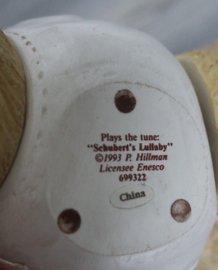 Plays the tune:
"Schubert's Lullaby"
©1993 P. Hillman
Licensee Enesco
699322
China